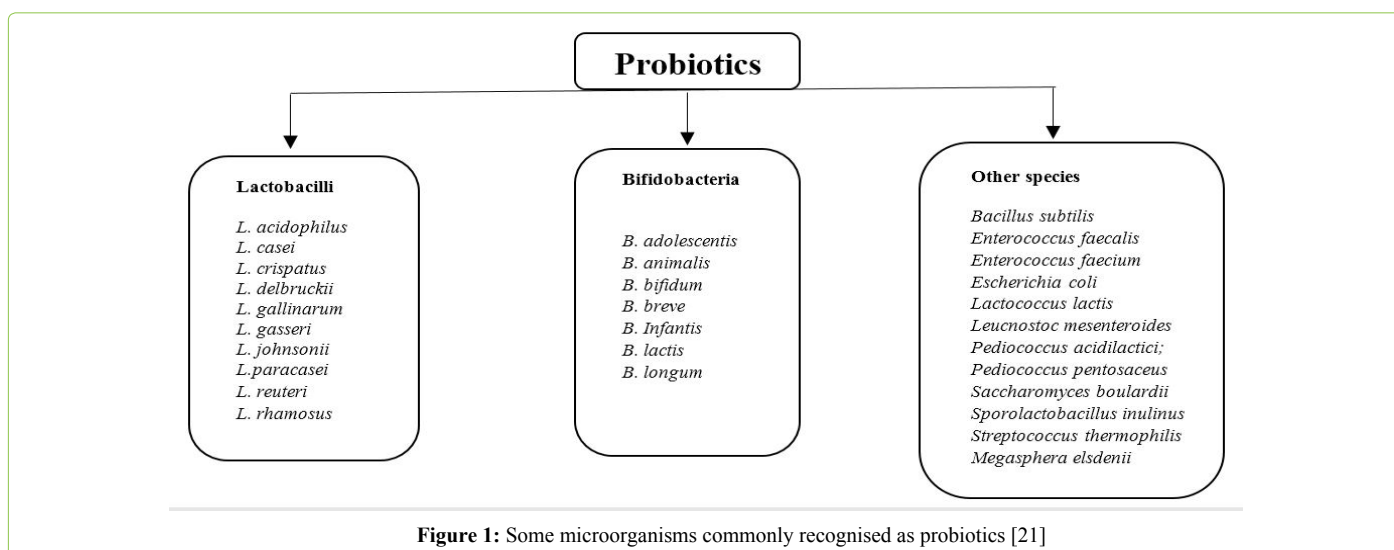 Probiotics
Lactobacilli
L. acidophilus
L. casei
L. crispatus
L. delbruckii
L. gallinarum
L. gasseri
L. johnsonii
L.paracasei
L. reuteri
L. rhamosus
Bifidobacteria
B. adolescentis
B. animalis
B. bifidum
B. breve
B. Infantis
B. lactis
B. longum
Other species
Bacillus subtilis
Enterococcus faecalis
Enterococcus faecium
Escherichia coli
Lactococcus lactis
Leucnostoc mesenteroides
Pediococcus acidilactici;
Pediococcus pentosaceus
Saccharomyces boulardii
Sporolactobacillus inulinus
Streptococcus thermophilis
Megasphera elsdenii
Figure 1: Some microorganisms commonly recognised as probiotics [21]